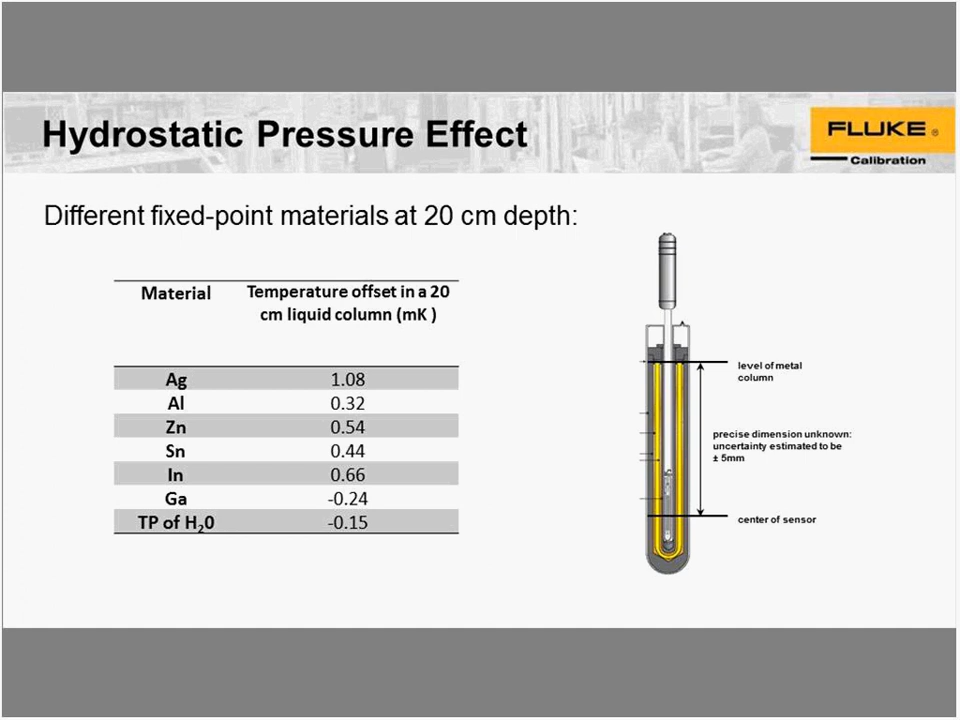 Hydrostatic Pressure Effect
FLUKE®
Calibration
Different fixed-point materials at 20 cm depth:
Material Temperature offset in a 20
cm liquid column (mK )
Ag 1.08
Al 0.32
Zn 0.54
Sn 0.44
In 0.66
Ga -0.24
TP of H₂0 -0.15
level of metal
column
precise dimension unknown:
uncertainty estimated to be
± 5mm
center of sensor